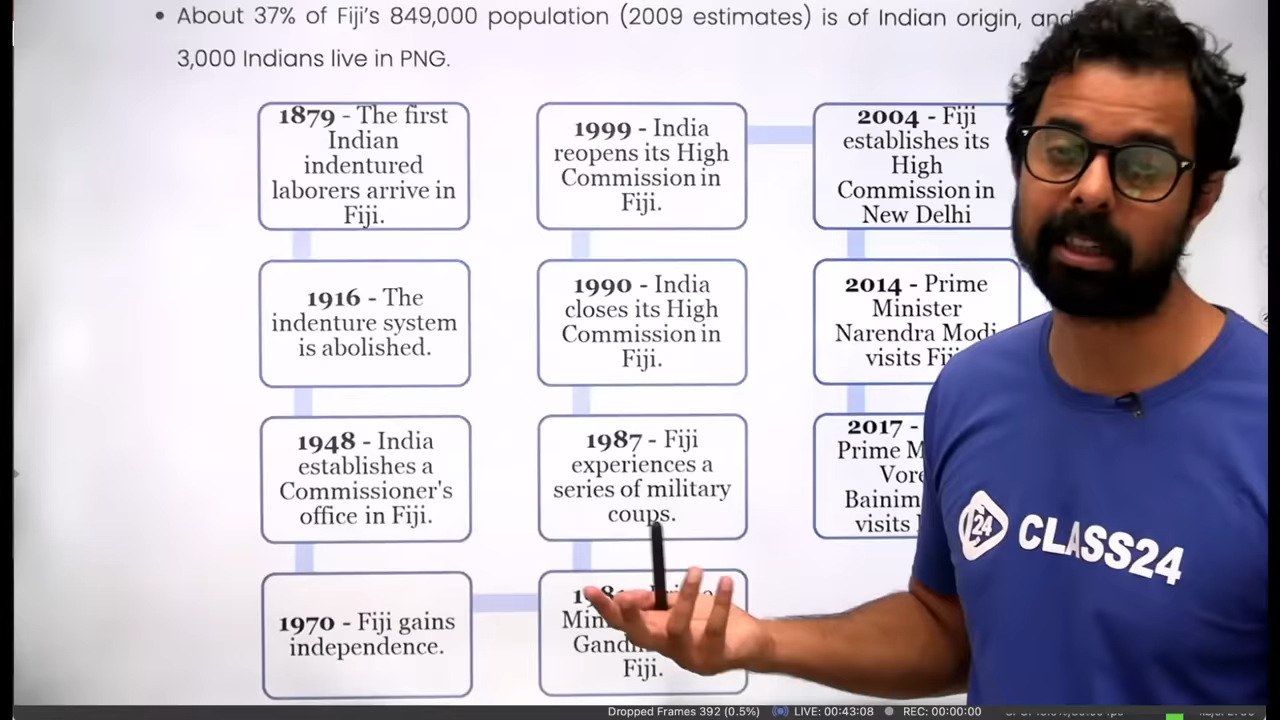 • About 37% of Fiji's 849,000 population (2009 estimates) is of Indian origin, and
3,000 Indians live in PNG.
1879 - The first
Indian
indentured
laborers arrive in
Fiji.
1916 - The
indenture system
is abolished.
1948 - India
establishes a
Commissioner's
office in Fiji.
1970 - Fiji gains
independence.
1999 - India
reopens its High
Commission in
Fiji.
1990 - India
closes its High
Commission in
Fiji.
1987 - Fiji
experiences a
series of military
coups.
Fiji.
2004 - Fiji
establishes its
High
Commission in
New Delhi
2014 - Prime
Minister
Narendra Modi
visits Fiji
2017 -
Prime
visits
24 CLASS24
Dropped Frames 392 (0.5%) LIVE: 00:43:08 REC: 00:00:00